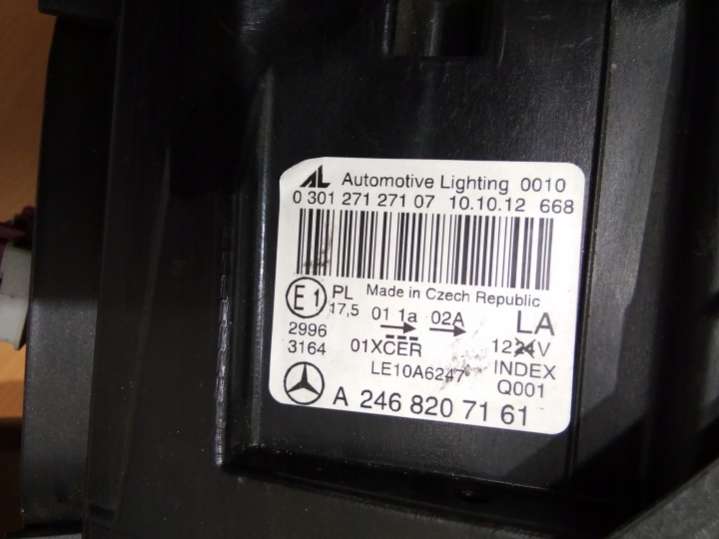 AL Automotive Lighting 0010
0 301 271 271 07 10.10.12 668
E1 PL Made in Czech Republic
17,5 01 1a 02A LA
2996
3164 01XCER 1224V
LE10A6247 INDEX
Q001
A 246 820 71 61